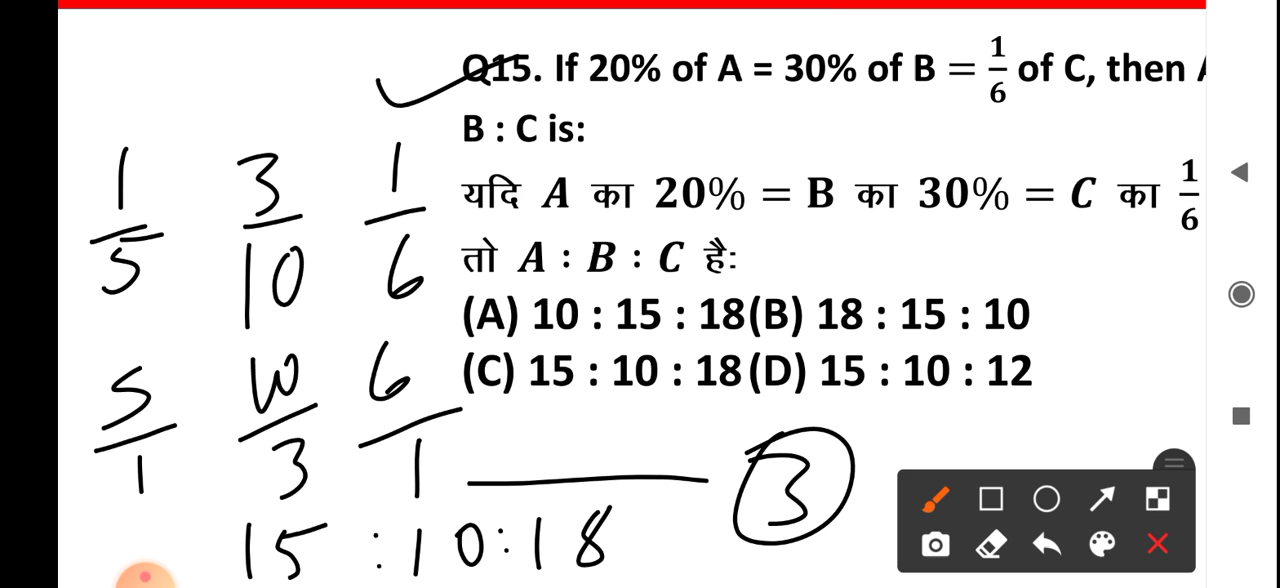 Q15. If 20% of A = 30% of B = 1/6 of C, then
B : C is:
यदि A का 20% = B का 30% = C का 1/6
तो A : B : C है:
(A) 10 : 15 : 18 (B) 18 : 15 : 10
(C) 15 : 10 : 18 (D) 15 : 10 : 12
1/5 3/10 1/6
5/1 10/3 6/1 3
15 : 10 : 18